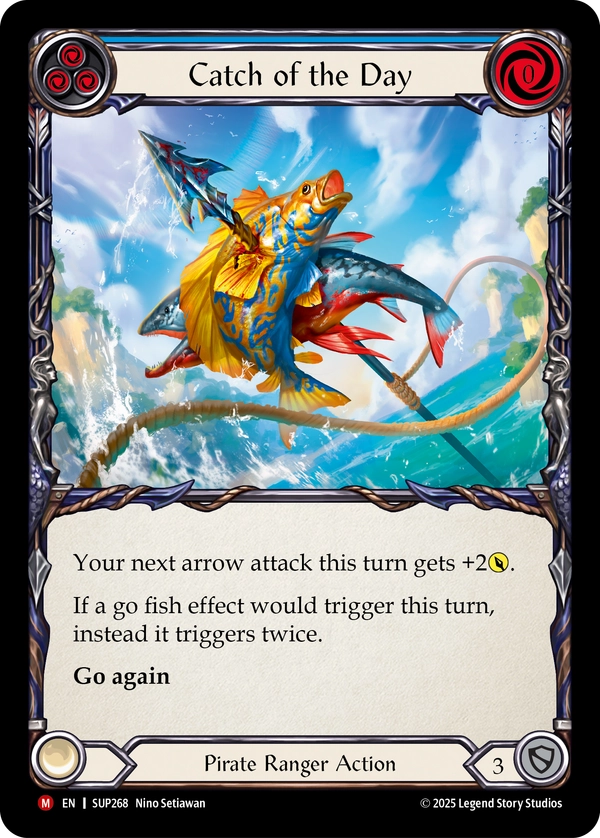 Catch of the Day
0
Your next arrow attack this turn gets +2.
If a go fish effect would trigger this turn,
instead it triggers twice.
Go again
Pirate Ranger Action
3
M EN | SUP268 Nino Setiawan
© 2025 Legend Story Studios